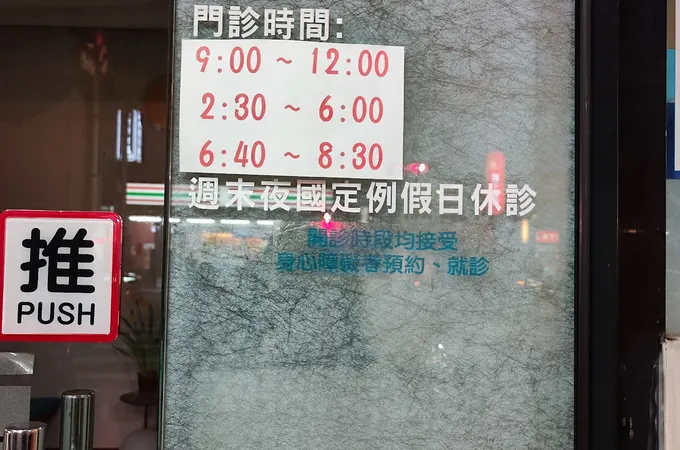 門診時間:
9:00 ~ 12:00
2:30 ~ 6:00
6:40 ~ 8:30
週末夜國定例假日休診
開診時段均接受
身心障礙者預約、就診
推
PUSH